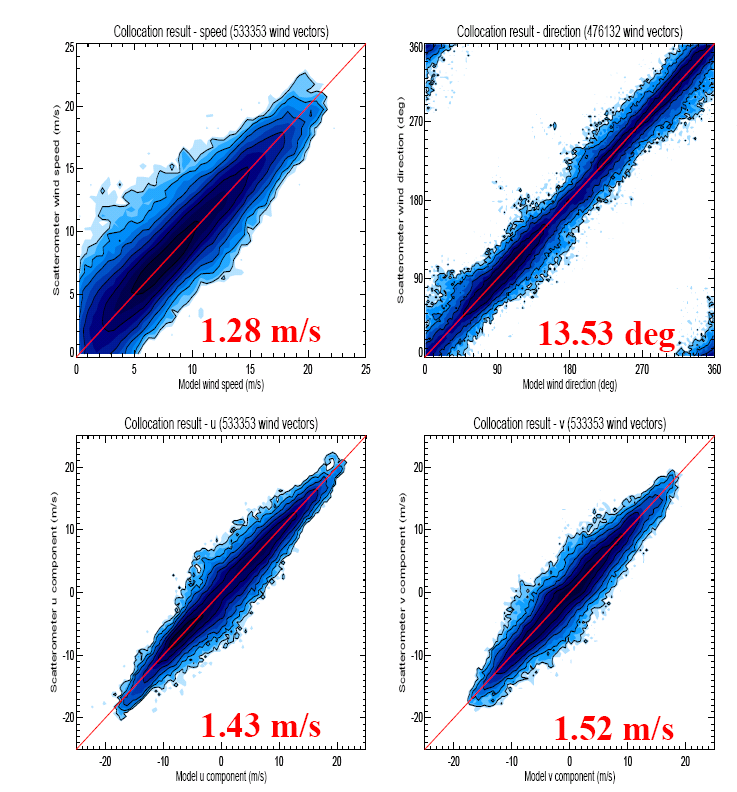 Collocation result - speed (533353 wind vectors)
Scatterometer wind speed (m/s)
25
20
15
10
5
0
1.28 m/s
0 5 10 15 20 25
Model wind speed (m/s)
Collocation result - direction (476132 wind vectors)
Scatterometer wind direction (deg)
360
270
180
90
0
13.53 deg
0 90 180 270 360
Model wind direction (deg)
Collocation result - u (533353 wind vectors)
Scatterometer u component (m/s)
20
10
0
-10
-20
1.43 m/s
-20 -10 0 10 20
Model u component (m/s)
Collocation result - v (533353 wind vectors)
Scatterometer v component (m/s)
20
10
0
-10
-20
1.52 m/s
-20 -10 0 10 20
Model v component (m/s)